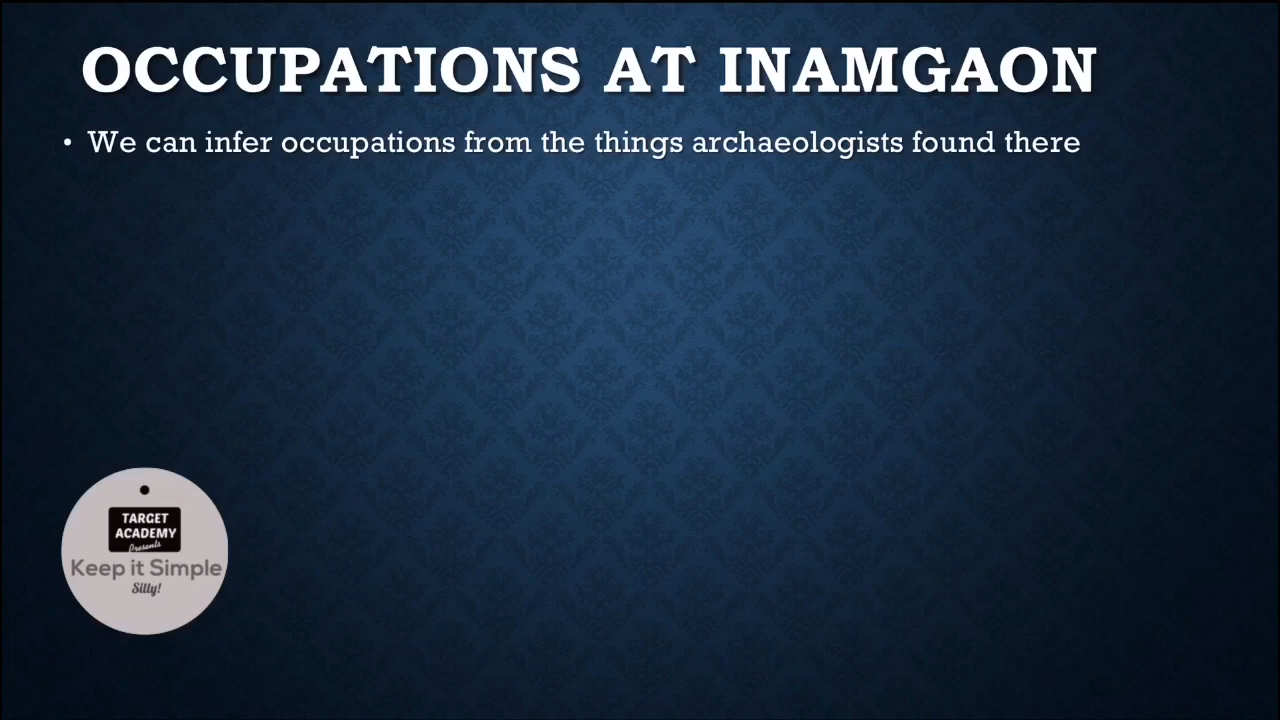 OCCUPATIONS AT INAMGAON
• We can infer occupations from the things archaeologists found there
TARGET
ACADEMY
Presents
Keep it Simple
Silly!